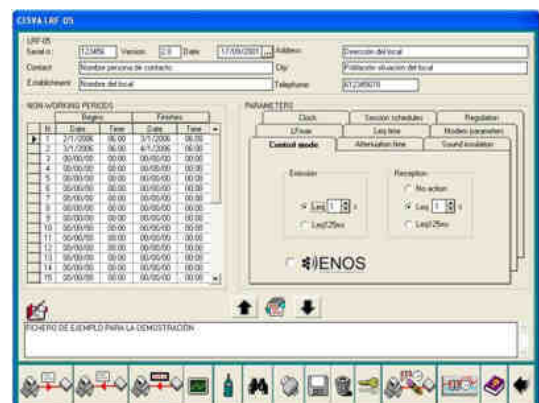 CESVA LRF-05
LRF-05
Serial n.: 123456 Version: 2.0 Date: 17/09/2001 ... Address: Dirección del local
Contact: Nombre persona de contacto City: Población situación del local
Establishment: Nombre del local Telephone: 612345678
NON-WORKING PERIODS
Begins Finishes
N Date Time Date Time
1 2/1/2006 06:00 3/1/2006 06:00
2 3/1/2006 06:00 4/1/2006 06:00
3 00/00/00 00:00 00/00/00 00:00
4 00/00/00 00:00 00/00/00 00:00
5 00/00/00 00:00 00/00/00 00:00
6 00/00/00 00:00 00/00/00 00:00
7 00/00/00 00:00 00/00/00 00:00
8 00/00/00 00:00 00/00/00 00:00
9 00/00/00 00:00 00/00/00 00:00
10 00/00/00 00:00 00/00/00 00:00
11 00/00/00 00:00 00/00/00 00:00
12 00/00/00 00:00 00/00/00 00:00
13 00/00/00 00:00 00/00/00 00:00
14 00/00/00 00:00 00/00/00 00:00
15 00/00/00 00:00 00/00/00 00:00
PARAMETERS
Clock Session schedules Regulation
LFmax Leq time Modem parameters
Control mode Attenuation time Sound insulation
Emission
Leq 1 s
Leq125ms
Reception
No action
Leq 1 s
Leq125ms
ENOS
FICHERO DE EJEMPLO PARA LA DEMOSTRACIÓN